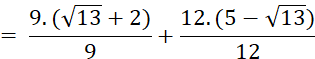 = 9.(√13 + 2)/9 + 12.(5 − √13)/12